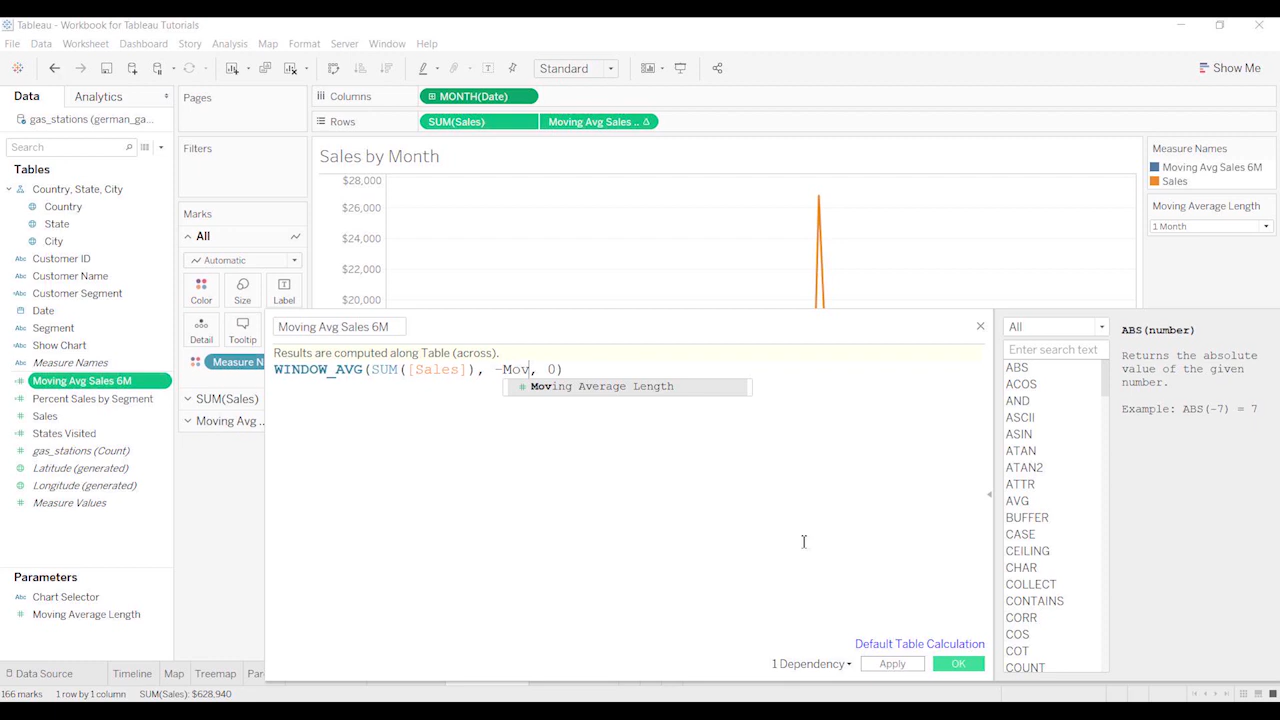 Tableau - Workbook for Tableau Tutorials
File Data Worksheet Dashboard Story Analysis Map Format Server Window Help
Standard
Show Me
Data Analytics
gas_stations (german_ga...
Search
Tables
Country, State, City
Country
State
City
Abc Customer ID
Abc Customer Name
Abc Customer Segment
Date
Abc Segment
Abc Show Chart
Abc Measure Names
Moving Avg Sales 6M
Percent Sales by Segment
Sales
States Visited
gas_stations (Count)
Latitude (generated)
Longitude (generated)
Measure Values
Parameters
Abc Chart Selector
Moving Average Length
Pages
Filters
Marks
All
Automatic
Color Size Label
Detail Tooltip
Measure N
SUM(Sales)
Moving Avg ..
Columns MONTH(Date)
Rows SUM(Sales) Moving Avg Sales .. Δ
Sales by Month
$28,000
$26,000
$24,000
$22,000
$20,000
Measure Names
Moving Avg Sales 6M
Sales
Moving Average Length
1 Month
Moving Avg Sales 6M
Results are computed along Table (across).
WINDOW_AVG(SUM([Sales]), -Mov, 0)
# Moving Average Length
Default Table Calculation
1 Dependency Apply OK
All
Enter search text
ABS
ACOS
AND
ASCII
ASIN
ATAN
ATAN2
ATTR
AVG
BUFFER
CASE
CEILING
CHAR
COLLECT
CONTAINS
CORR
COS
COT
COUNT
ABS(number)
Returns the absolute
value of the given
number.
Example: ABS(-7) = 7
Data Source Timeline Map Treemap Par
166 marks 1 row by 1 column SUM(Sales): $628,940